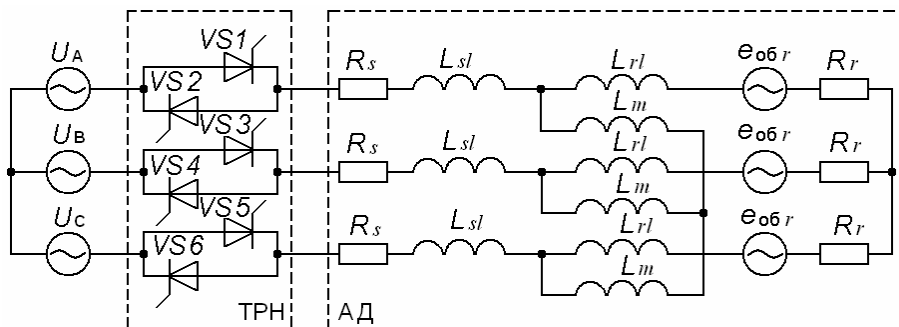 UA VS1 Rs Lsl Lrl eоб r Rr
VS2 Lm
UB VS3 Rs Lsl Lrl eоб r Rr
VS4 Lm
UC VS5 Rs Lsl Lrl eоб r Rr
VS6 Lm
ТРН АД